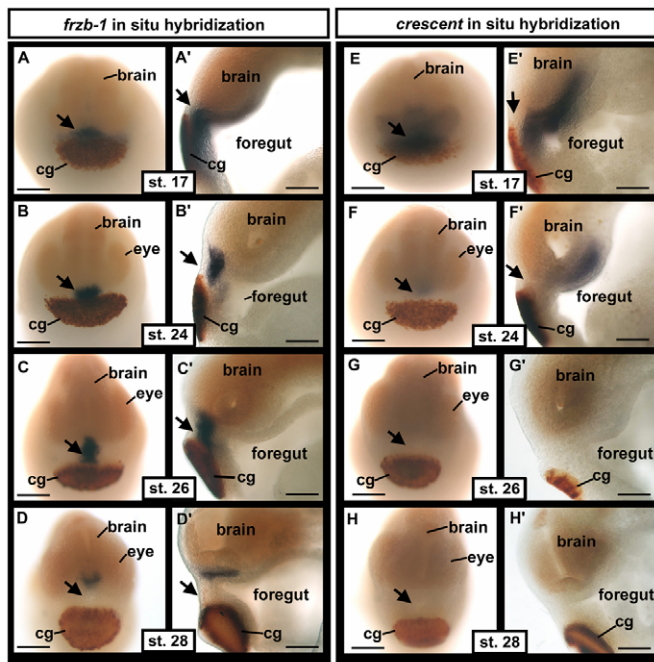 frzb-1 in situ hybridization
A
brain
cg
A'
brain
foregut
cg
st. 17
B
brain
eye
cg
B'
brain
foregut
cg
st. 24
C
brain
eye
cg
C'
brain
foregut
cg
st. 26
D
brain
eye
cg
D'
brain
foregut
cg
st. 28
crescent in situ hybridization
E
brain
cg
E'
brain
foregut
cg
st. 17
F
brain
eye
cg
F'
brain
foregut
cg
st. 24
G
brain
eye
cg
G'
brain
foregut
cg
st. 26
H
brain
eye
cg
H'
brain
foregut
cg
st. 28